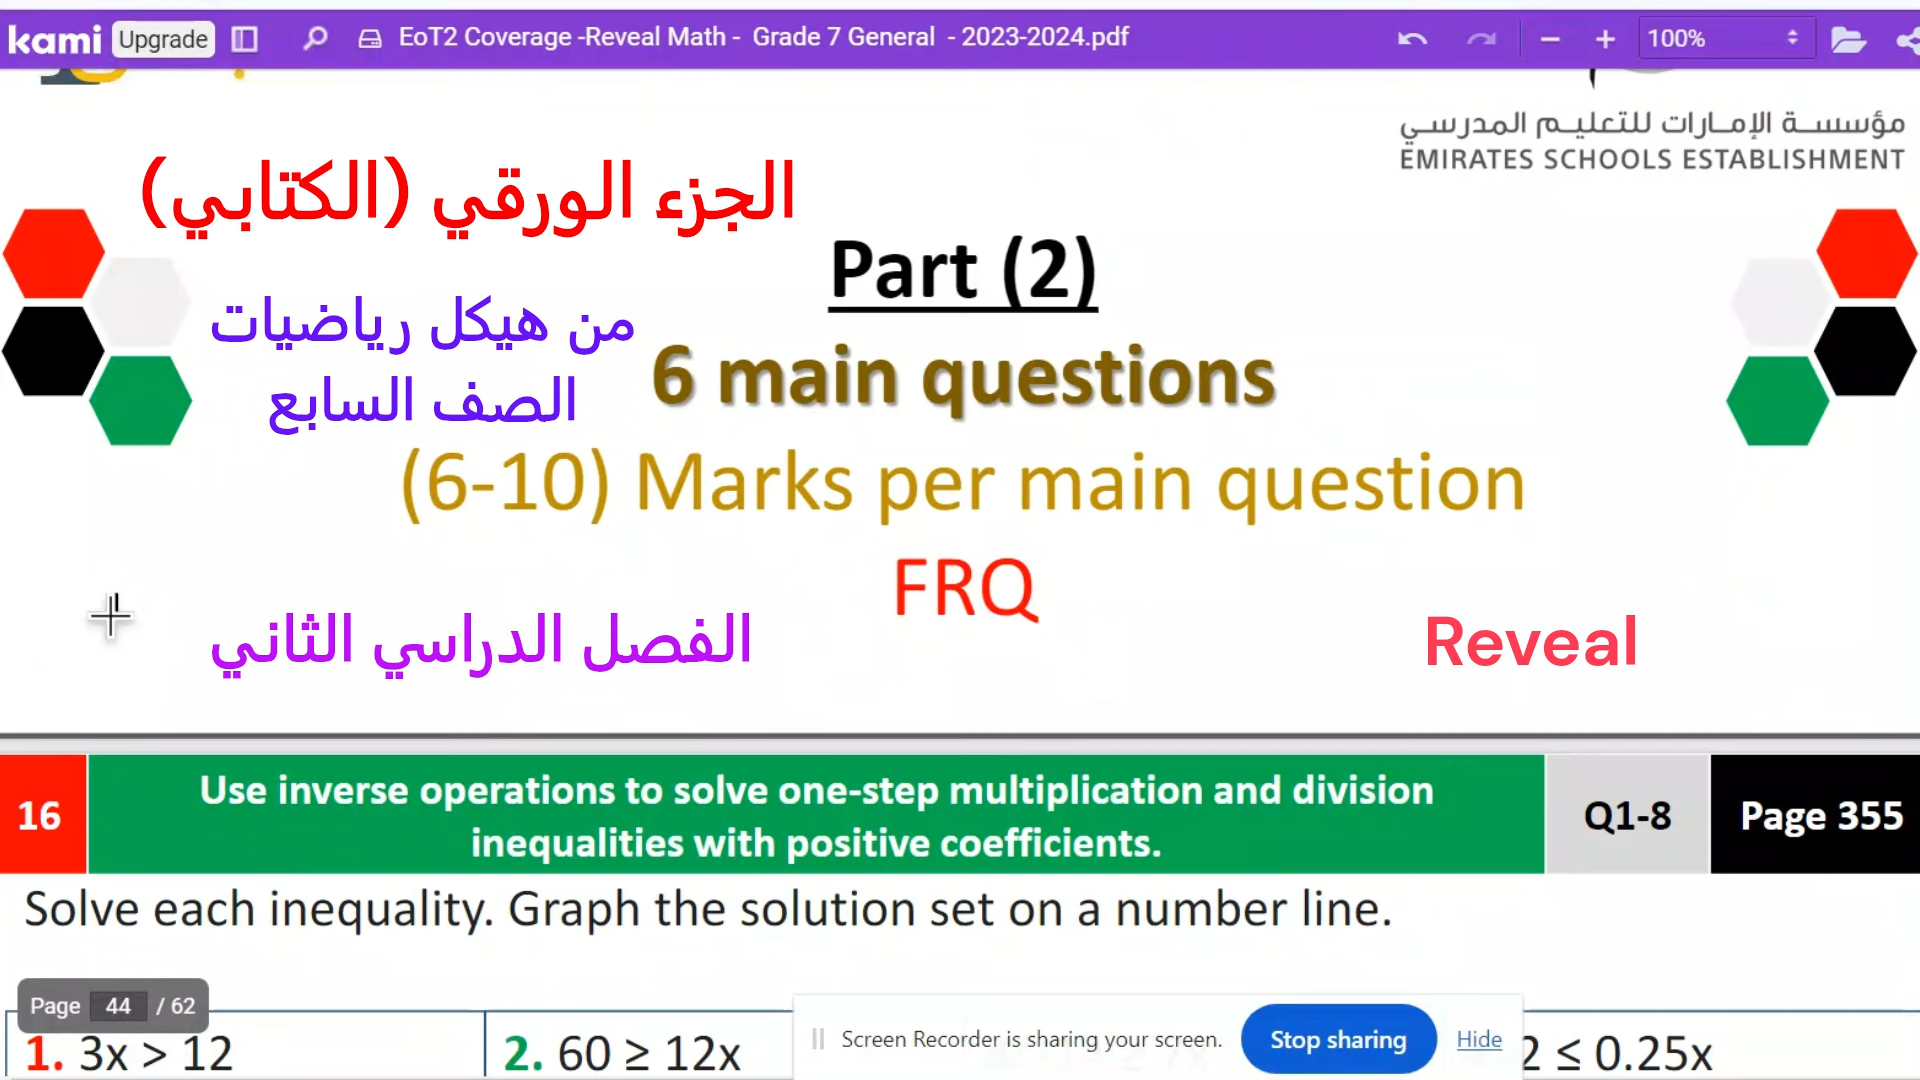 kami Upgrade EoT2 Coverage -Reveal Math - Grade 7 General - 2023-2024.pdf 100%
مؤسسة الإمارات للتعليم المدرسي
EMIRATES SCHOOLS ESTABLISHMENT
الجزء الورقي (الكتابي)
Part (2)
من هيكل رياضيات
الصف السابع
6 main questions
(6-10) Marks per main question
FRQ
الفصل الدراسي الثاني
Reveal
16 Use inverse operations to solve one-step multiplication and division Q1-8 Page 355
inequalities with positive coefficients.
Solve each inequality. Graph the solution set on a number line.
Page 44 / 62
Screen Recorder is sharing your screen. Stop sharing Hide
1. 3x > 12 2. 60 ≥ 12x 2 ≤ 0.25x